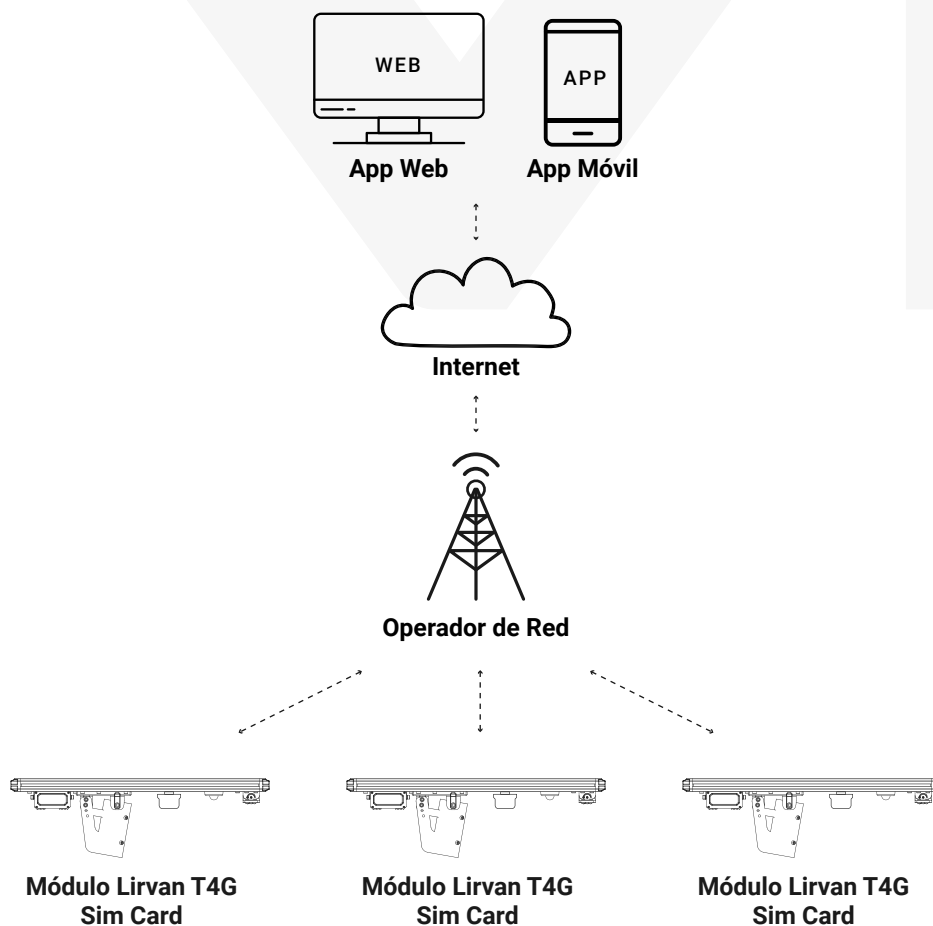 WEB
APP
App Web
App Móvil
Internet
Operador de Red
Módulo Lirvan T4G
Sim Card
Módulo Lirvan T4G
Sim Card
Módulo Lirvan T4G
Sim Card